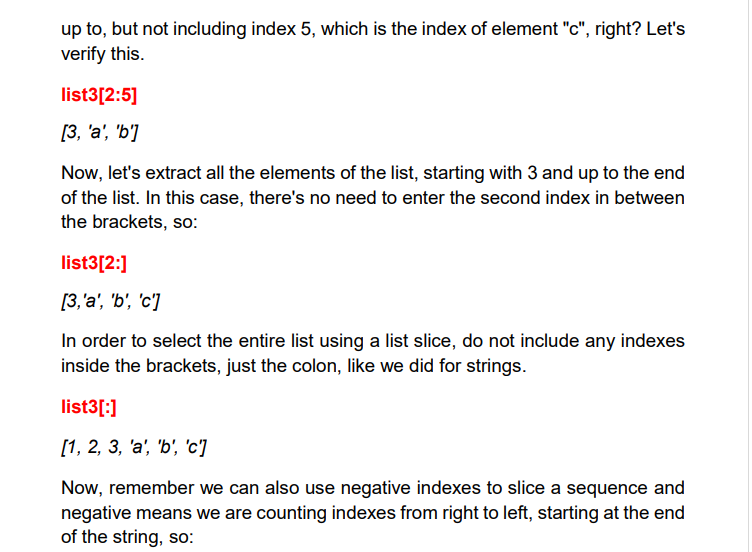 up to, but not including index 5, which is the index of element "c", right? Let's
verify this.
list3[2:5]
[3, 'a', 'b']
Now, let's extract all the elements of the list, starting with 3 and up to the end
of the list. In this case, there's no need to enter the second index in between
the brackets, so:
list3[2:]
[3,'a', 'b', 'c']
In order to select the entire list using a list slice, do not include any indexes
inside the brackets, just the colon, like we did for strings.
list3[:]
[1, 2, 3, 'a', 'b', 'c']
Now, remember we can also use negative indexes to slice a sequence and
negative means we are counting indexes from right to left, starting at the end
of the string, so: